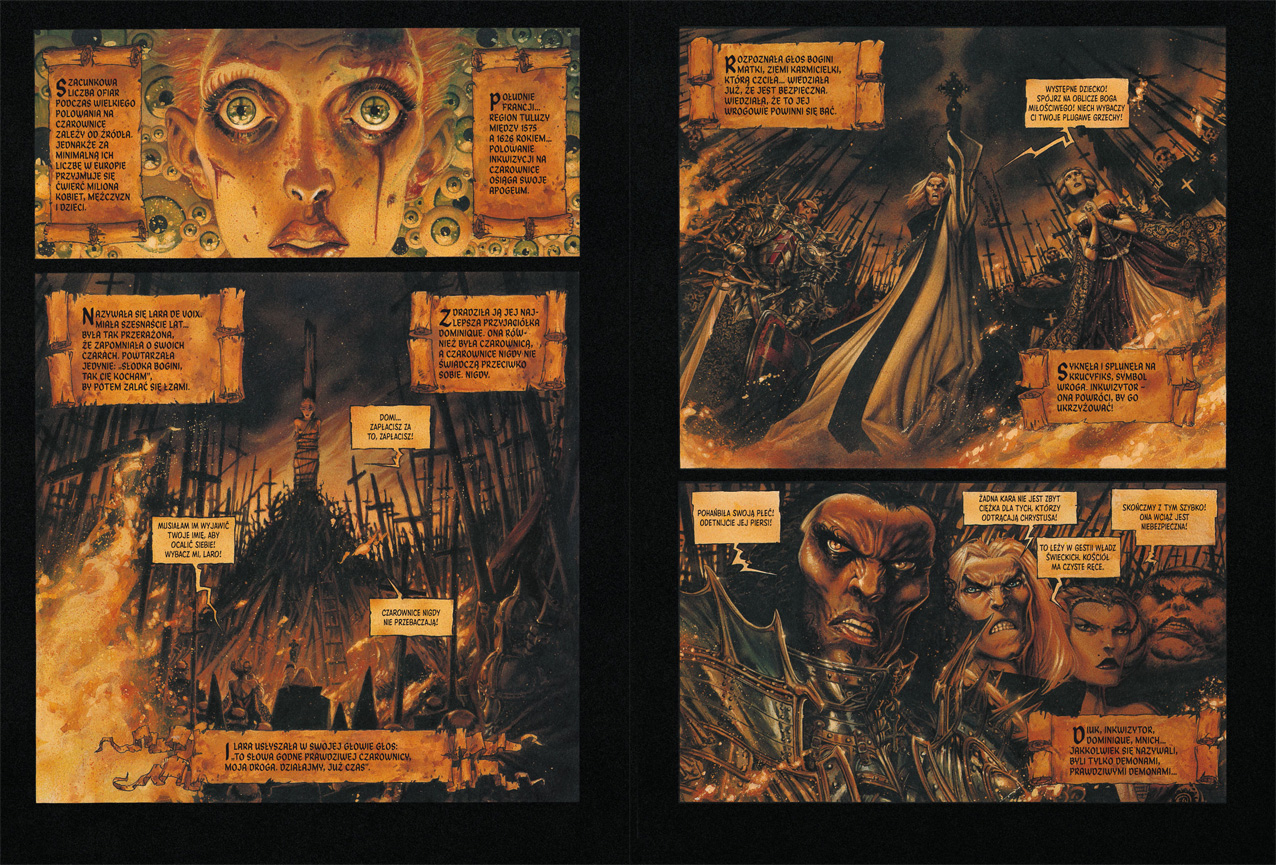 SZACUNKOWA
LICZBA OFIAR
PODCZAS WIELKIEGO
POLOWANIA NA
CZAROWNICE
ZALEŻY OD ŹRÓDŁA.
JEDNAKŻE ZA
MINIMALNĄ ICH
LICZBĘ W EUROPIE
PRZYJMUJE SIĘ
ĆWIERĆ MILIONA
KOBIET, MĘŻCZYZN
I DZIECI.
POŁUDNIE
FRANCJI...
REGION TULUZY
MIĘDZY 1575
A 1626 ROKIEM...
POLOWANIE
INKWIZYCJI NA
CZAROWNICE
OSIĄGA SWOJE
APOGEUM.
NAZYWAŁA SIĘ LARA DE VOIX.
MIAŁA SZESNAŚCIE LAT...
BYŁA TAK PRZERAŻONA,
ŻE ZAPOMNIAŁA O SWOICH
CZARACH. POWTARZAŁA
JEDYNIE: „SŁODKA BOGINI,
TAK CIĘ KOCHAM”,
BY POTEM ZALAĆ SIĘ ŁZAMI.
ZDRADZIŁA JĄ JEJ NAJ-
LEPSZA PRZYJACIÓŁKA
DOMINIQUE. ONA RÓW-
NIEŻ BYŁA CZAROWNICĄ,
A CZAROWNICE NIGDY NIE
ŚWIADCZĄ PRZECIWKO
SOBIE. NIGDY.
DOMI...
ZAPŁACISZ ZA
TO, ZAPŁACISZ!
MUSIAŁAM IM WYJAWIĆ
TWOJE IMIĘ, ABY
OCALIĆ SIEBIE!
WYBACZ MI, LARO!
CZAROWNICE NIGDY
NIE PRZEBACZAJĄ!
I LARA USŁYSZAŁA W SWOJEJ GŁOWIE GŁOS:
„TO SŁOWA GODNE PRAWDZIWEJ CZAROWNICY,
MOJA DROGA. DZIAŁAJMY, JUŻ CZAS”.
ROZPOZNAŁA GŁOS BOGINI
MATKI, ZIEMI KARMICIELKI,
KTÓRĄ CZCIŁA... WIEDZIAŁA
JUŻ, ŻE JEST BEZPIECZNA.
WIEDZIAŁA, ŻE TO JEJ
WROGOWIE POWINNI SIĘ BAĆ.
WYSTĘPNE DZIECKO!
SPÓJRZ NA OBLICZE BOGA
MIŁOŚCIWEGO! NIECH WYBACZY
CI TWOJE PLUGAWE GRZECHY!
SYKNĘŁA I SPLUNĘŁA NA
KRUCYFIKS, SYMBOL
WROGA. INKWIZYTOR –
ONA POWRÓCI, BY GO
UKRZYŻOWAĆ!
POHAŃBIŁA SWOJĄ PŁEĆ!
ODETNIJCIE JEJ PIERSI!
ŻADNA KARA NIE JEST ZBYT
CIĘŻKA DLA TYCH, KTÓRZY
ODTRĄCAJĄ CHRYSTUSA!
TO LEŻY W GESTII WŁADZ
ŚWIECKICH. KOŚCIÓŁ
MA CZYSTE RĘCE.
SKOŃCZMY Z TYM SZYBKO!
ONA WCIĄŻ JEST
NIEBEZPIECZNA!
DIUK, INKWIZYTOR,
DOMINIQUE, MNICH...
JAKKOLWIEK SIĘ NAZYWALI,
BYLI TYLKO DEMONAMI,
PRAWDZIWYMI DEMONAMI...